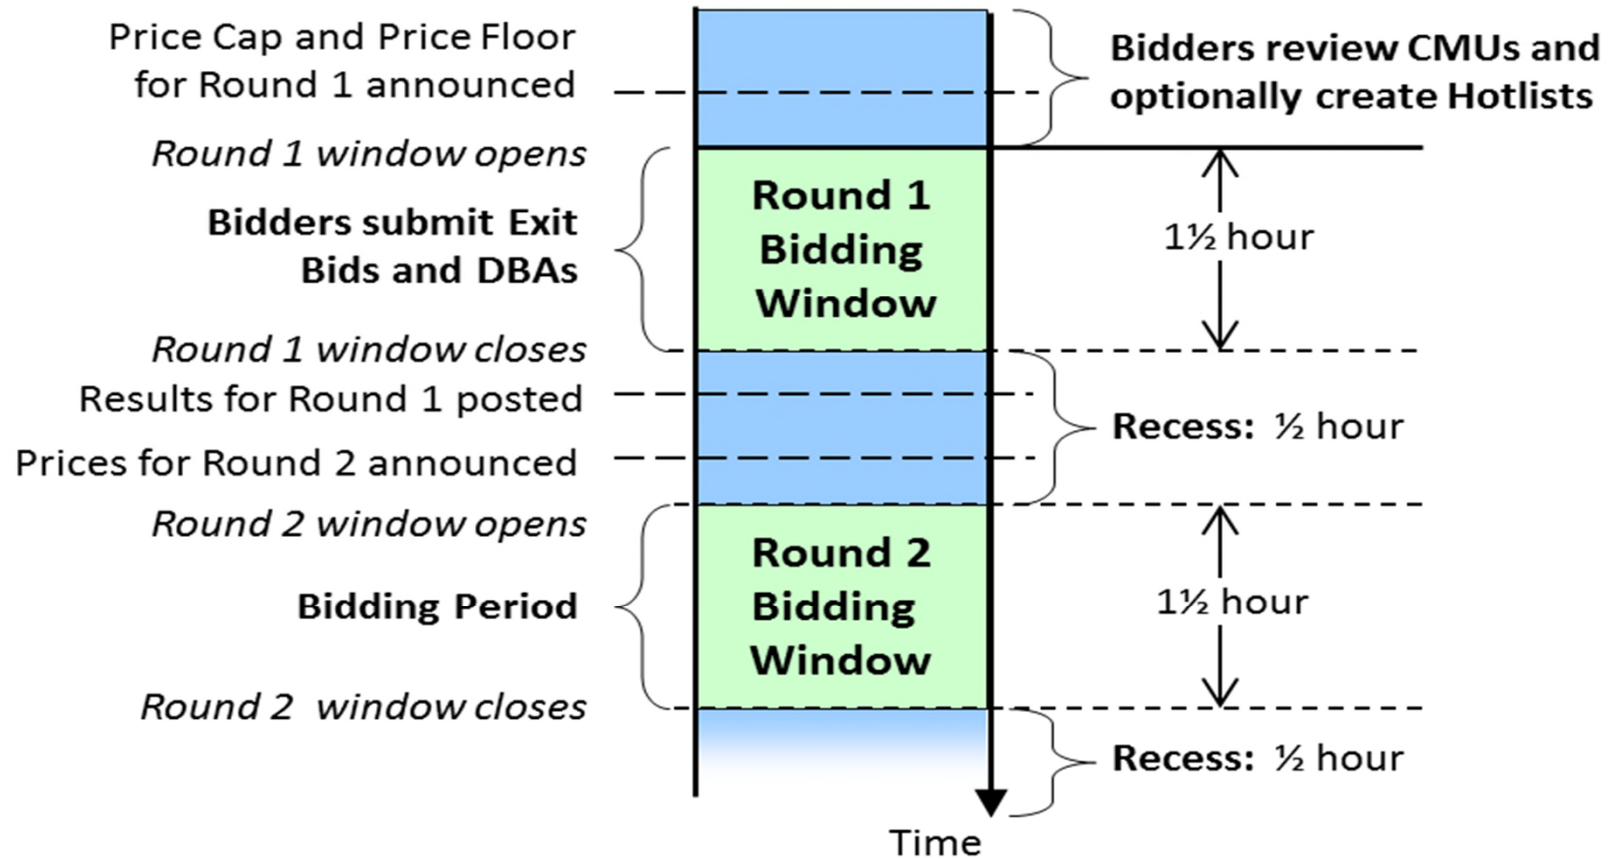 Price Cap and Price Floor
for Round 1 announced
Bidders review CMUs and
optionally create Hotlists
Round 1 window opens
Bidders submit Exit
Bids and DBAs
Round 1
Bidding
Window
1½ hour
Round 1 window closes
Results for Round 1 posted
Recess: ½ hour
Prices for Round 2 announced
Round 2 window opens
Bidding Period
Round 2
Bidding
Window
1½ hour
Round 2 window closes
Recess: ½ hour
Time